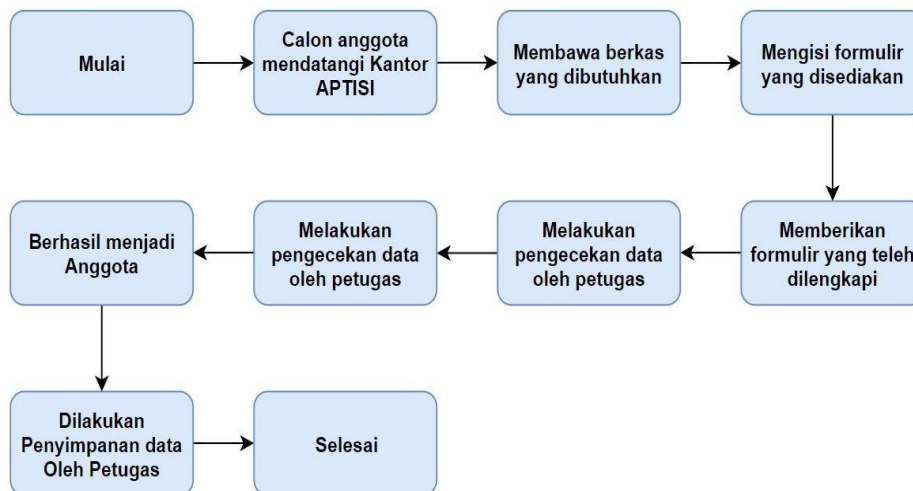 Mulai
Calon anggota
mendatangi Kantor
APTISI
Membawa berkas
yang dibutuhkan
Mengisi formulir
yang disediakan
Memberikan
formulir yang teleh
dilengkapi
Melakukan
pengecekan data
oleh petugas
Melakukan
pengecekan data
oleh petugas
Berhasil menjadi
Anggota
Dilakukan
Penyimpanan data
Oleh Petugas
Selesai